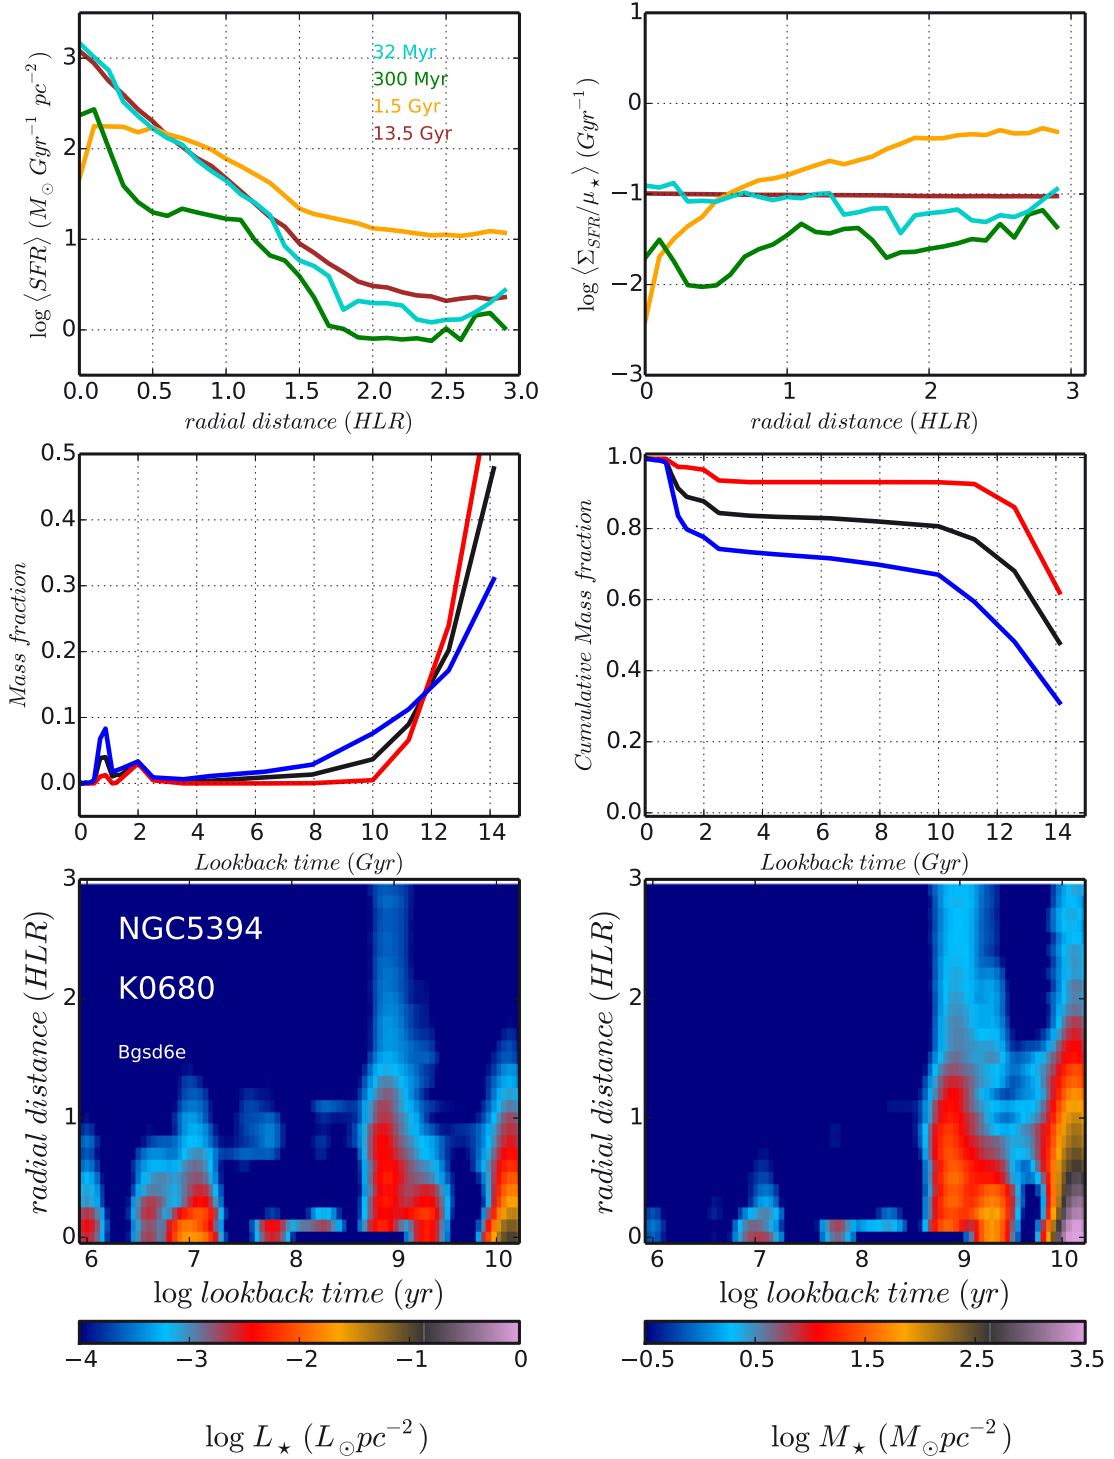 log ⟨SFR⟩ (M⊙ Gyr⁻¹ pc⁻²)
3
2
1
0
32 Myr
300 Myr
1.5 Gyr
13.5 Gyr
0.0 0.5 1.0 1.5 2.0 2.5 3.0
radial distance (HLR)
log ⟨Σ_SFR/μ⋆⟩ (Gyr⁻¹)
1
0
−1
−2
−3
0 1 2 3
radial distance (HLR)
Mass fraction
0.5
0.4
0.3
0.2
0.1
0.0
0 2 4 6 8 10 12 14
Lookback time (Gyr)
Cumulative Mass fraction
1.0
0.8
0.6
0.4
0.2
0.0
0 2 4 6 8 10 12 14
Lookback time (Gyr)
radial distance (HLR)
3
2
1
0
NGC5394
K0680
Bgsd6e
6 7 8 9 10
log lookback time (yr)
radial distance (HLR)
3
2
1
0
6 7 8 9 10
log lookback time (yr)
−4 −3 −2 −1 0
log L⋆ (L⊙pc⁻²)
−0.5 0.5 1.5 2.5 3.5
log M⋆ (M⊙pc⁻²)